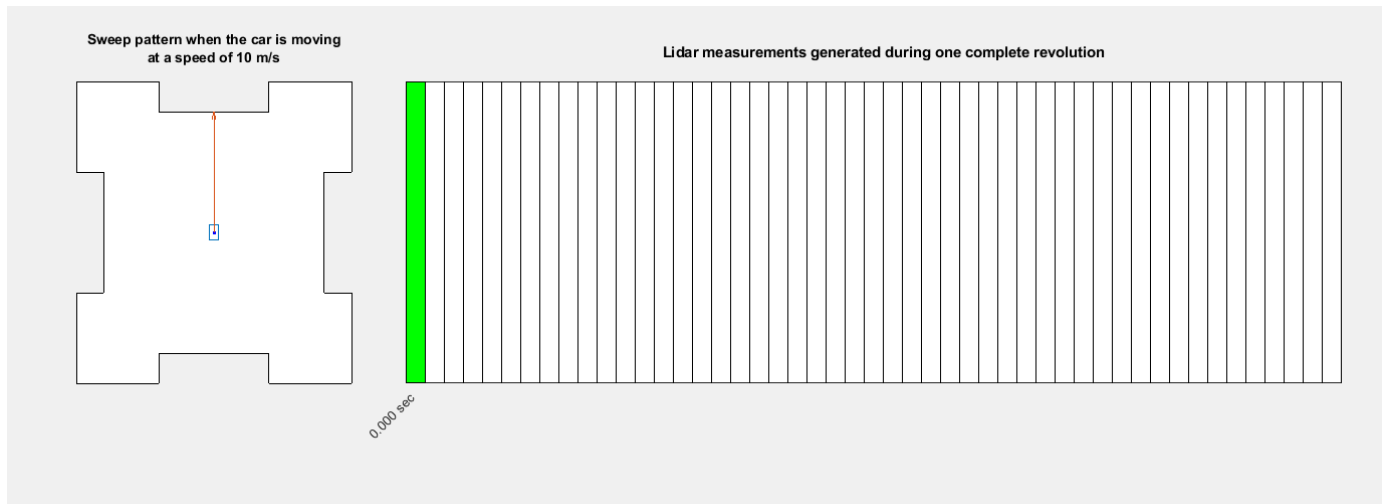 Sweep pattern when the car is moving
at a speed of 10 m/s
Lidar measurements generated during one complete revolution
0.000 sec